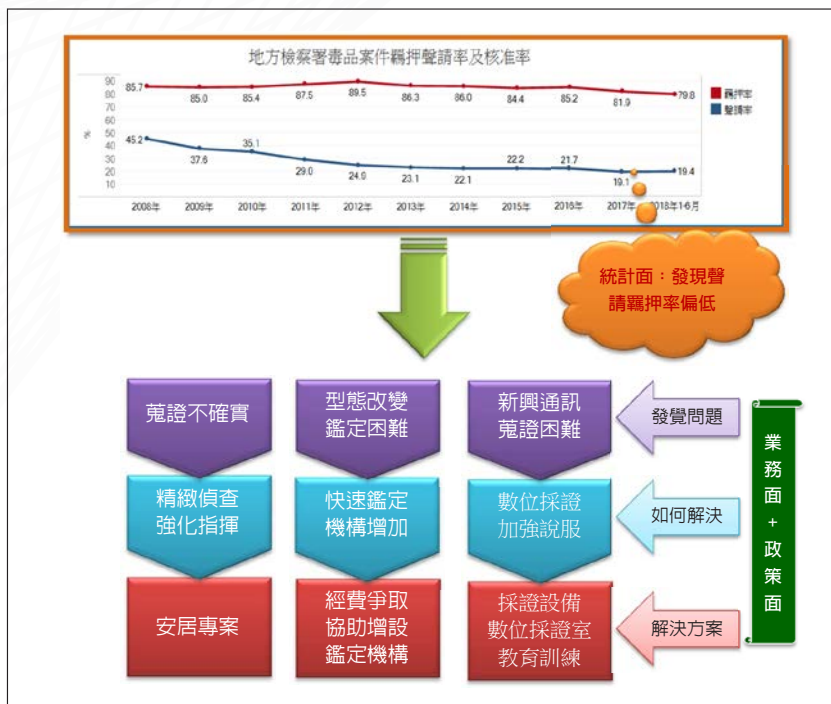 地方檢察署毒品案件羈押聲請率及核准率
90
80
70
60
50
40
30
20
10
%
85.7
85.0
85.4
87.5
89.5
86.3
86.0
84.4
85.2
81.9
79.8
45.2
37.6
35.1
29.0
24.0
23.1
22.1
22.2
21.7
19.1
19.4
羈押率
聲請率
2008年
2009年
2010年
2011年
2012年
2013年
2014年
2015年
2016年
2017年
2018年1-6月
統計面：發現聲
請羈押率偏低
蒐證不確實
型態改變
鑑定困難
新興通訊
蒐證困難
發覺問題
精緻偵查
強化指揮
快速鑑定
機構增加
數位採證
加強說服
如何解決
安居專案
經費爭取
協助增設
鑑定機構
採證設備
數位採證室
教育訓練
解決方案
業務面+政策面